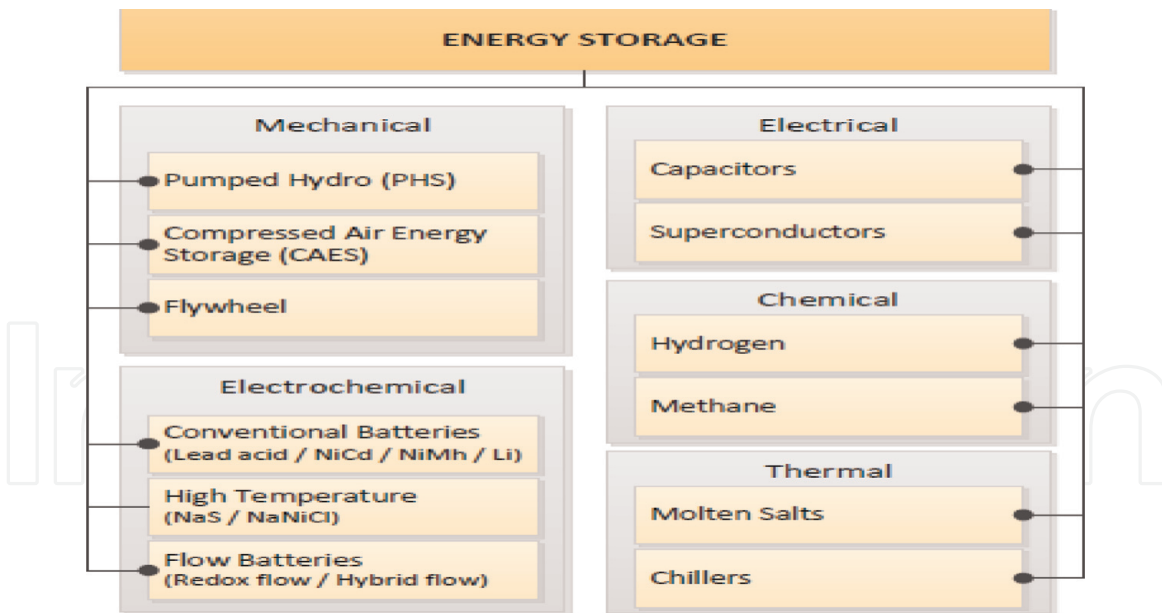 ENERGY STORAGE
Mechanical
Pumped Hydro (PHS)
Compressed Air Energy
Storage (CAES)
Flywheel
Electrochemical
Conventional Batteries
(Lead acid / NiCd / NiMh / Li)
High Temperature
(NaS / NaNiCl)
Flow Batteries
(Redox flow / Hybrid flow)
Electrical
Capacitors
Superconductors
Chemical
Hydrogen
Methane
Thermal
Molten Salts
Chillers